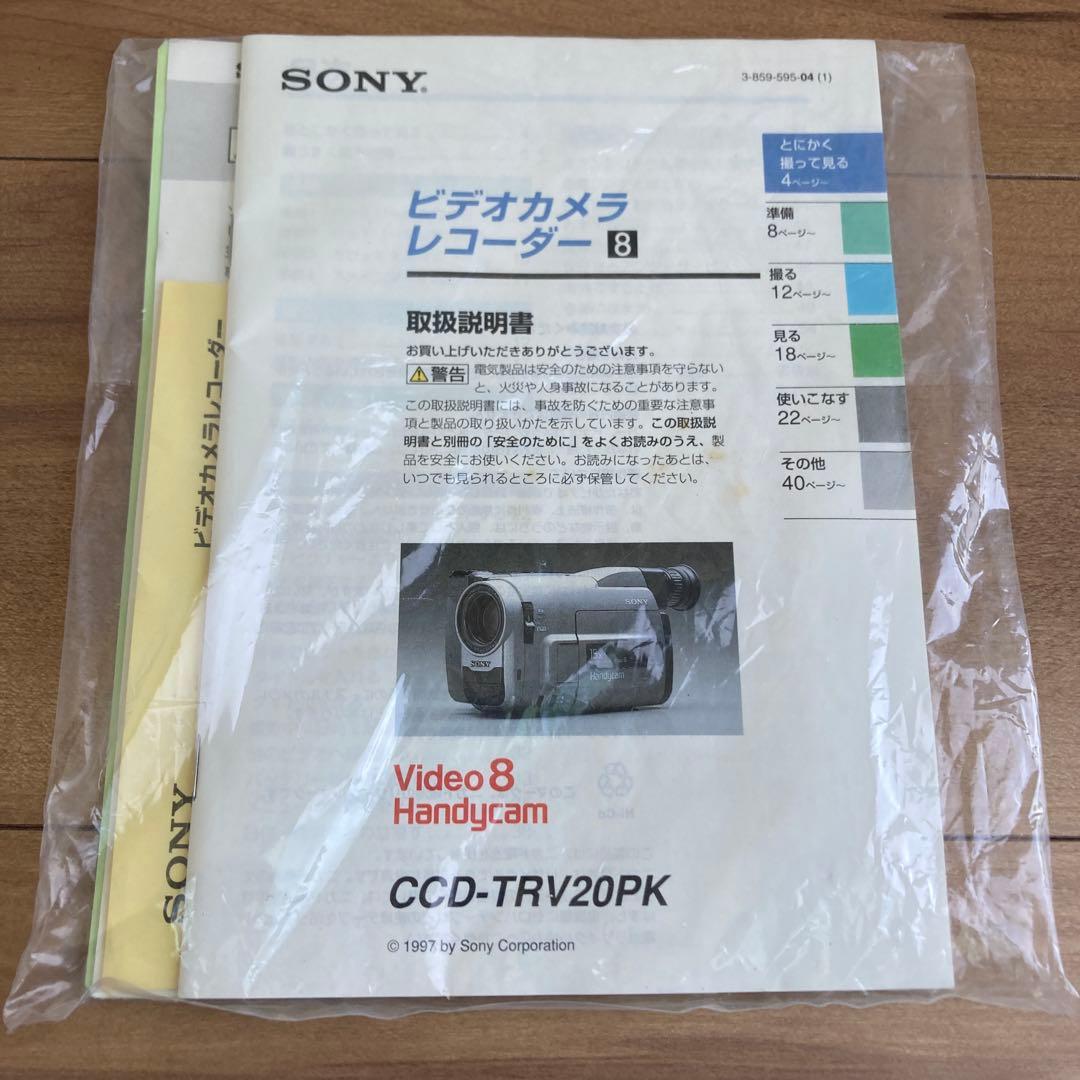 SONY®
3-859-595-04 (1)
とにかく
撮って見る
4ページ~
準備
8ページ~
撮る
12ページ~
見る
18ページ~
使いこなす
22ページ~
その他
40ページ~
ビデオカメラ
レコーダー 8
取扱説明書
お買い上げいただきありがとうございます。
警告 電気製品は安全のための注意事項を守らない
と、火災や人身事故になることがあります。
この取扱説明書には、事故を防ぐための重要な注意事
項と製品の取り扱いかたを示しています。この取扱説
明書と別冊の「安全のために」をよくお読みのうえ、製
品を安全にお使いください。お読みになったあとは、
いつでも見られるところに必ず保管してください。
SONY
SONY
15x
Handycam
Video 8
Handycam
CCD-TRV20PK
© 1997 by Sony Corporation
ビデオカメラレコーダー
SONY